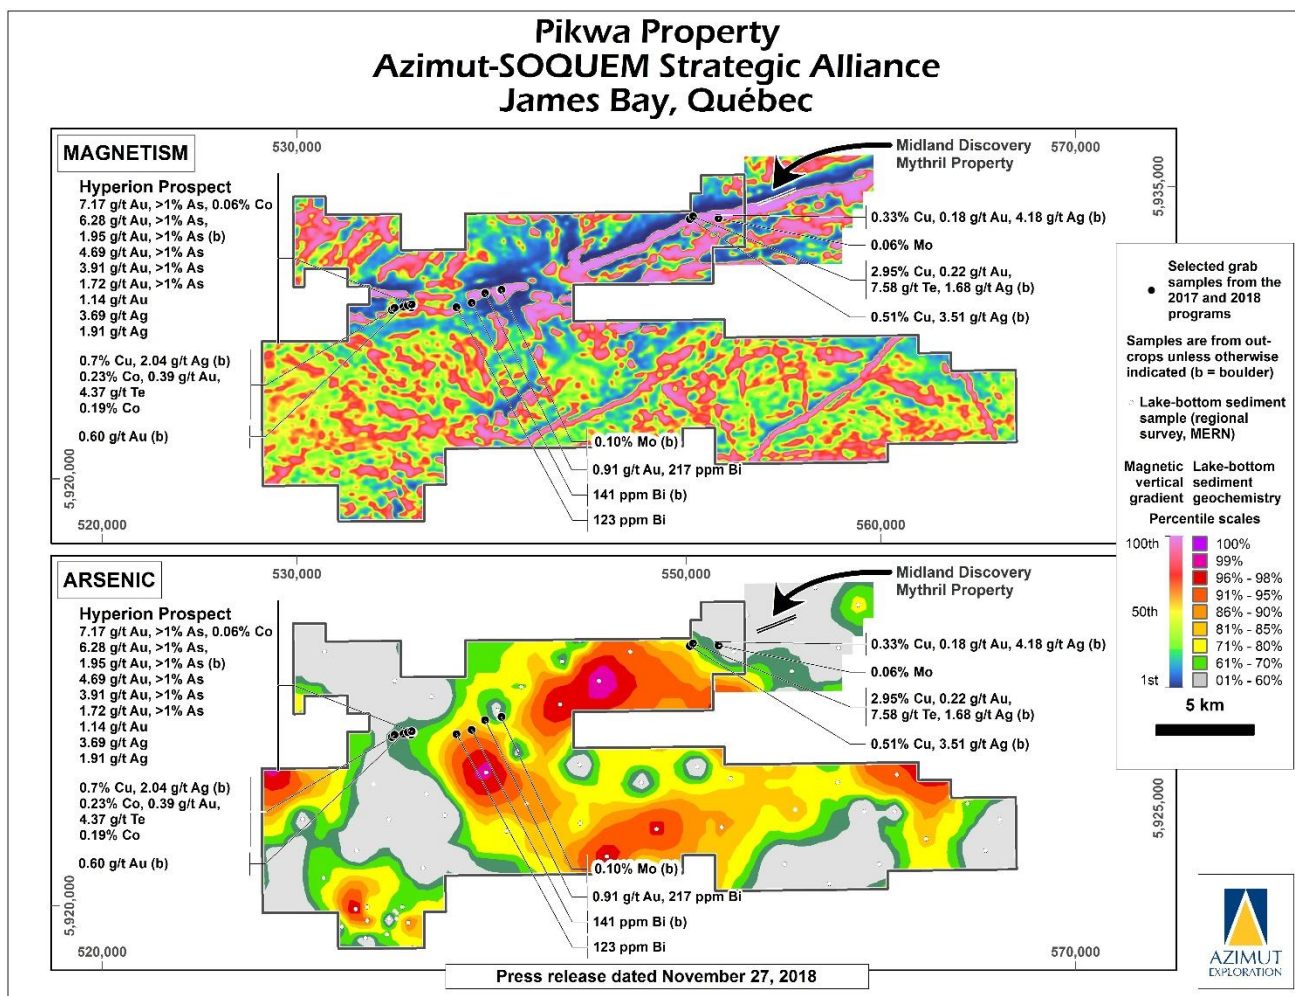 Pikwa Property
Azimut-SOQUEM Strategic Alliance
James Bay, Québec
MAGNETISM
530,000
570,000
5,935,000
Midland Discovery
Mythril Property
Hyperion Prospect
7.17 g/t Au, >1% As, 0.06% Co
6.28 g/t Au, >1% As,
1.95 g/t Au, >1% As (b)
4.69 g/t Au, >1% As
3.91 g/t Au, >1% As
1.72 g/t Au, >1% As
1.14 g/t Au
3.69 g/t Ag
1.91 g/t Ag
0.7% Cu, 2.04 g/t Ag (b)
0.23% Co, 0.39 g/t Au,
4.37 g/t Te
0.19% Co
0.60 g/t Au (b)
0.33% Cu, 0.18 g/t Au, 4.18 g/t Ag (b)
0.06% Mo
2.95% Cu, 0.22 g/t Au,
7.58 g/t Te, 1.68 g/t Ag (b)
0.51% Cu, 3.51 g/t Ag (b)
0.10% Mo (b)
0.91 g/t Au, 217 ppm Bi
141 ppm Bi (b)
123 ppm Bi
5,920,000
520,000
560,000
ARSENIC
530,000
550,000
Midland Discovery
Mythril Property
Hyperion Prospect
7.17 g/t Au, >1% As, 0.06% Co
6.28 g/t Au, >1% As,
1.95 g/t Au, >1% As (b)
4.69 g/t Au, >1% As
3.91 g/t Au, >1% As
1.72 g/t Au, >1% As
1.14 g/t Au
3.69 g/t Ag
1.91 g/t Ag
0.7% Cu, 2.04 g/t Ag (b)
0.23% Co, 0.39 g/t Au,
4.37 g/t Te
0.19% Co
0.60 g/t Au (b)
0.33% Cu, 0.18 g/t Au, 4.18 g/t Ag (b)
0.06% Mo
2.95% Cu, 0.22 g/t Au,
7.58 g/t Te, 1.68 g/t Ag (b)
0.51% Cu, 3.51 g/t Ag (b)
0.10% Mo (b)
0.91 g/t Au, 217 ppm Bi
141 ppm Bi (b)
123 ppm Bi
5,925,000
5,920,000
520,000
570,000
Press release dated November 27, 2018
Selected grab
samples from the
2017 and 2018
programs
Samples are from out-
crops unless otherwise
indicated (b = boulder)
Lake-bottom sediment
sample (regional
survey, MERN)
Magnetic
vertical
gradient
Lake-bottom
sediment
geochemistry
Percentile scales
100th
50th
1st
100%
99%
96% - 98%
91% - 95%
86% - 90%
81% - 85%
71% - 80%
61% - 70%
01% - 60%
5 km
AZIMUT
EXPLORATION